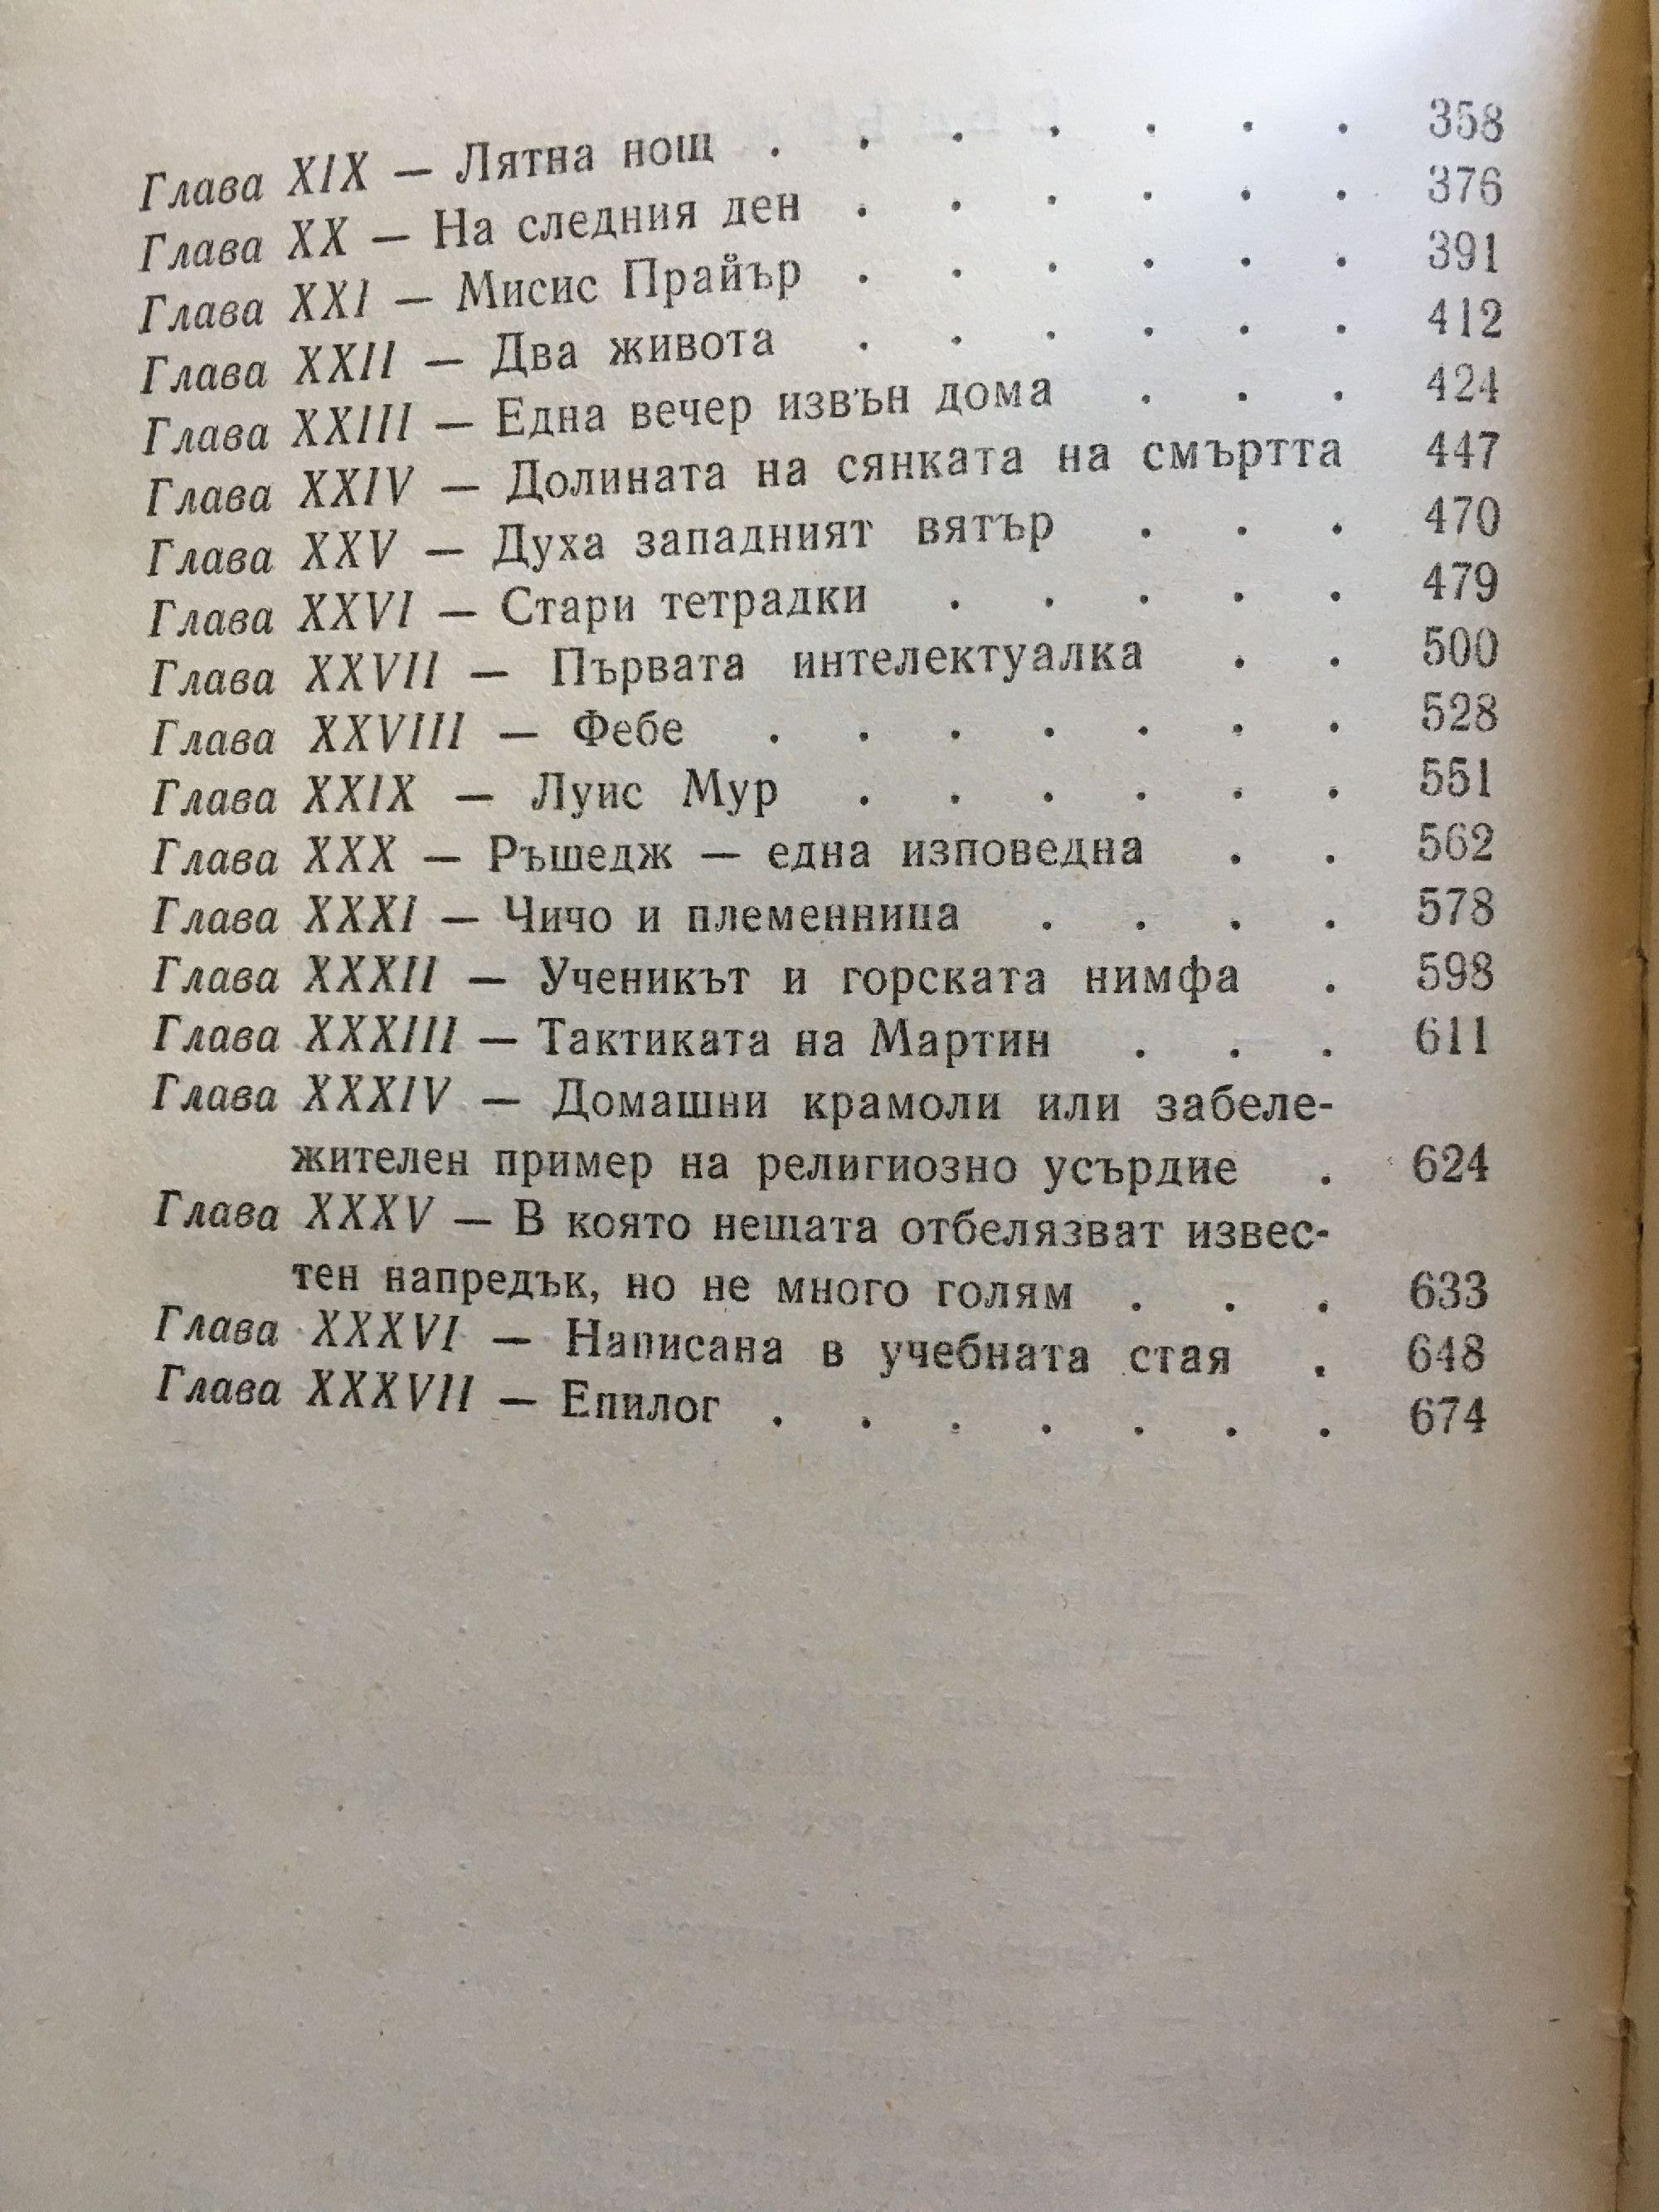 Глава XIX — Лятна нощ . . . . . . . 358
Глава XX — На следния ден . . . . . . 376
Глава XXI — Мисис Прайър . . . . . . 391
Глава XXII — Два живота . . . . . . 412
Глава XXIII — Една вечер извън дома . . . 424
Глава XXIV — Долината на сянката на смъртта 447
Глава XXV — Духа западният вятър . . . 470
Глава XXVI — Стари тетрадки . . . . . 479
Глава XXVII — Първата интелектуалка . . 500
Глава XXVIII — Фебе . . . . . . . 528
Глава XXIX — Луис Мур . . . . . . 551
Глава XXX — Ръшедж — една изповедна . . 562
Глава XXXI — Чичо и племенница . . . . 578
Глава XXXII — Ученикът и горската нимфа . 598
Глава XXXIII — Тактиката на Мартин . . . 611
Глава XXXIV — Домашни крамоли или забеле-
жителен пример на религиозно усърдие . 624
Глава XXXV — В която нещата отбелязват извес-
тен напредък, но не много голям . . . 633
Глава XXXVI — Написана в учебната стая . 648
Глава XXXVII — Епилог . . . . . . . 674